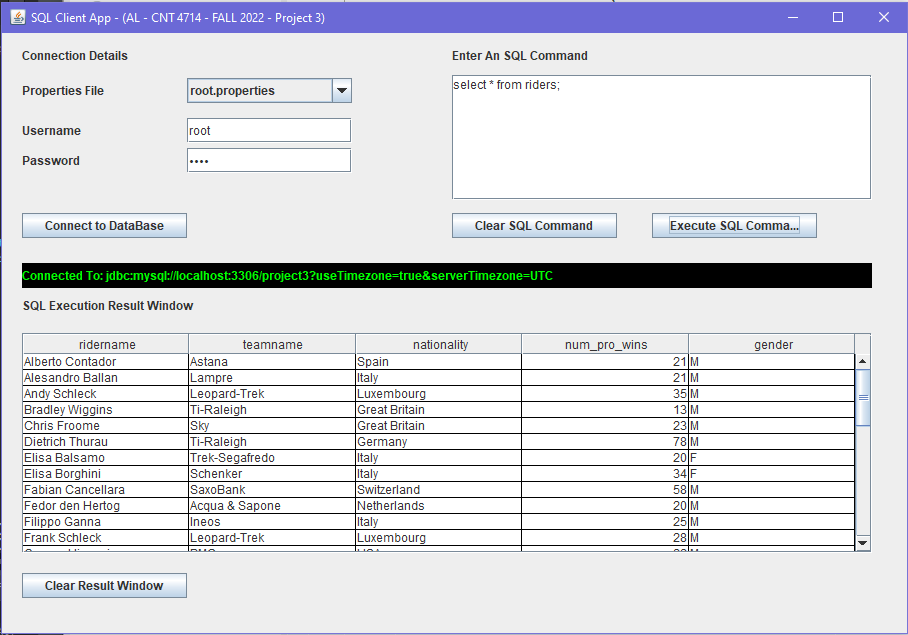 SQL Client App - (AL - CNT 4714 - FALL 2022 - Project 3)
Connection Details
Enter An SQL Command
Properties File
root.properties
select * from riders;
Username
root
Password
••••
Connect to DataBase
Clear SQL Command
Execute SQL Comma...
Connected To: jdbc:mysql://localhost:3306/project3?useTimezone=true&serverTimezone=UTC
SQL Execution Result Window
ridername teamname nationality num_pro_wins gender
Alberto Contador Astana Spain 21 M
Alesandro Ballan Lampre Italy 21 M
Andy Schleck Leopard-Trek Luxembourg 35 M
Bradley Wiggins Ti-Raleigh Great Britain 13 M
Chris Froome Sky Great Britain 23 M
Dietrich Thurau Ti-Raleigh Germany 78 M
Elisa Balsamo Trek-Segafredo Italy 20 F
Elisa Borghini Schenker Italy 34 F
Fabian Cancellara SaxoBank Switzerland 58 M
Fedor den Hertog Acqua & Sapone Netherlands 20 M
Filippo Ganna Ineos Italy 25 M
Frank Schleck Leopard-Trek Luxembourg 28 M
Clear Result Window